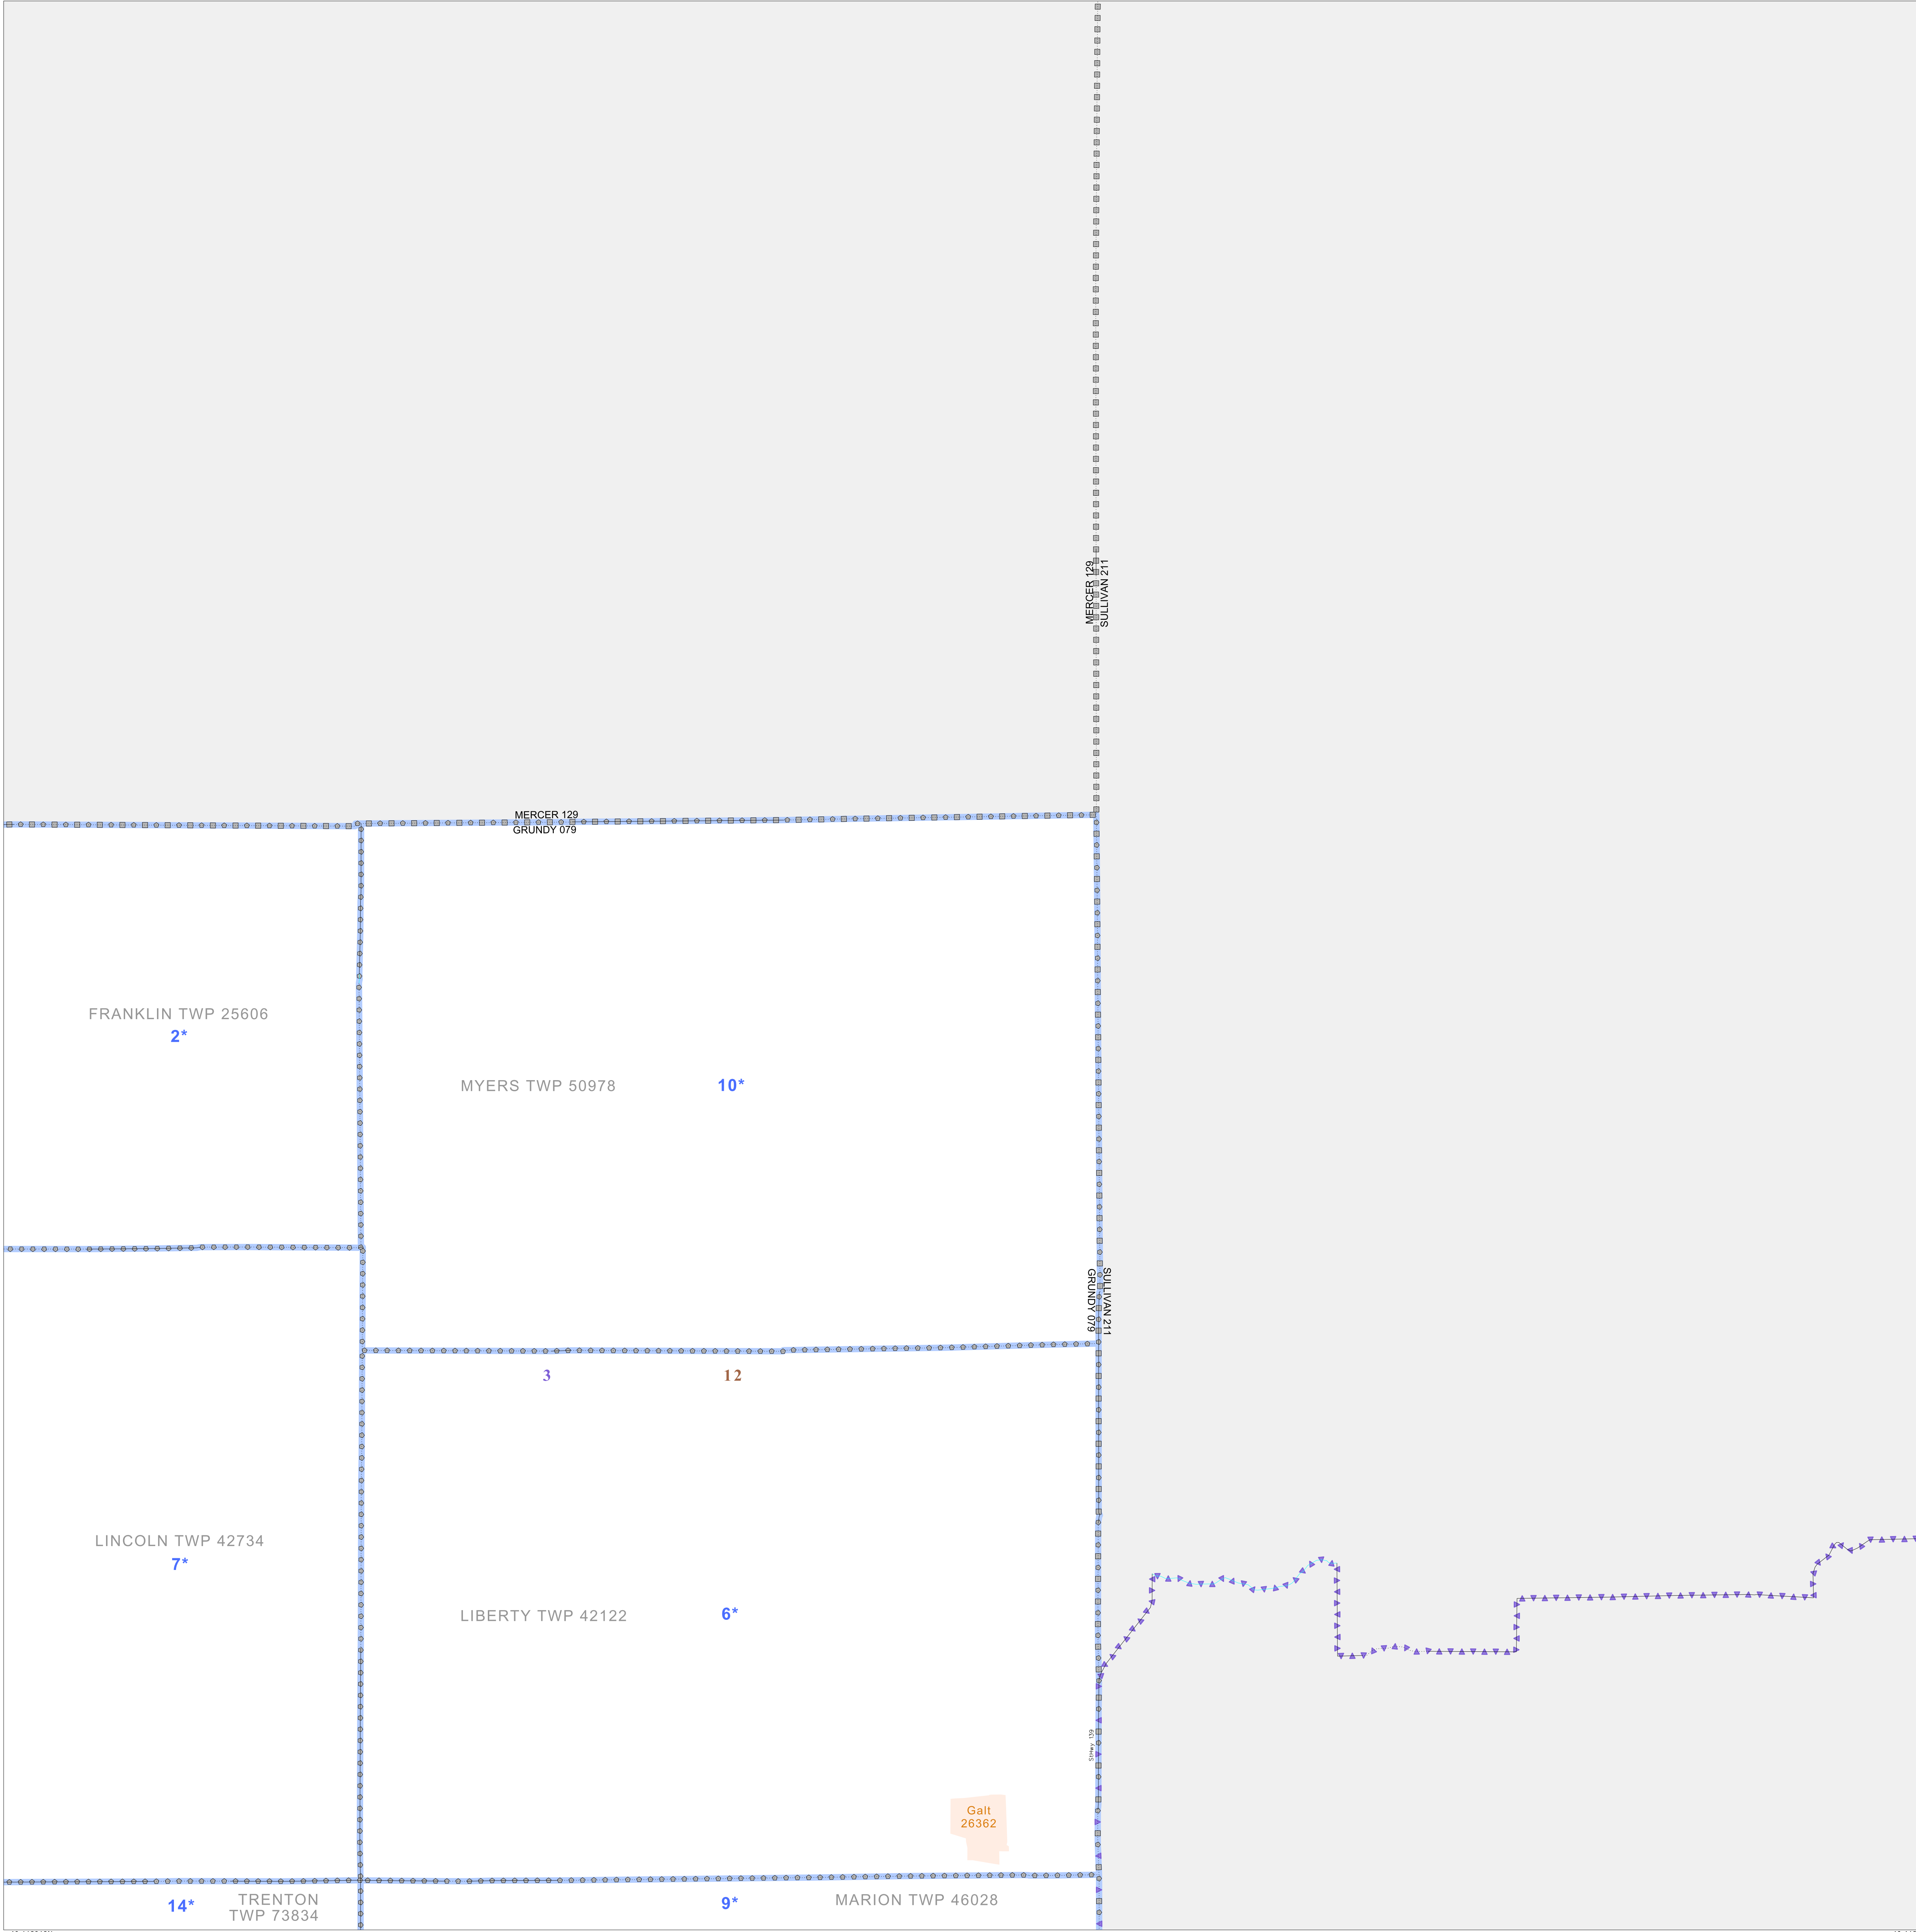 MERCER 129
SULLIVAN 211
MERCER 129
GRUNDY 079
FRANKLIN TWP 25606
2*
MYERS TWP 50978
10*
SULLIVAN 211
GRUNDY 079
3
12
LINCOLN TWP 42734
7*
LIBERTY TWP 42122
6*
StHwy 139
Galt
26362
14*
TRENTON
TWP 73834
9*
MARION TWP 46028